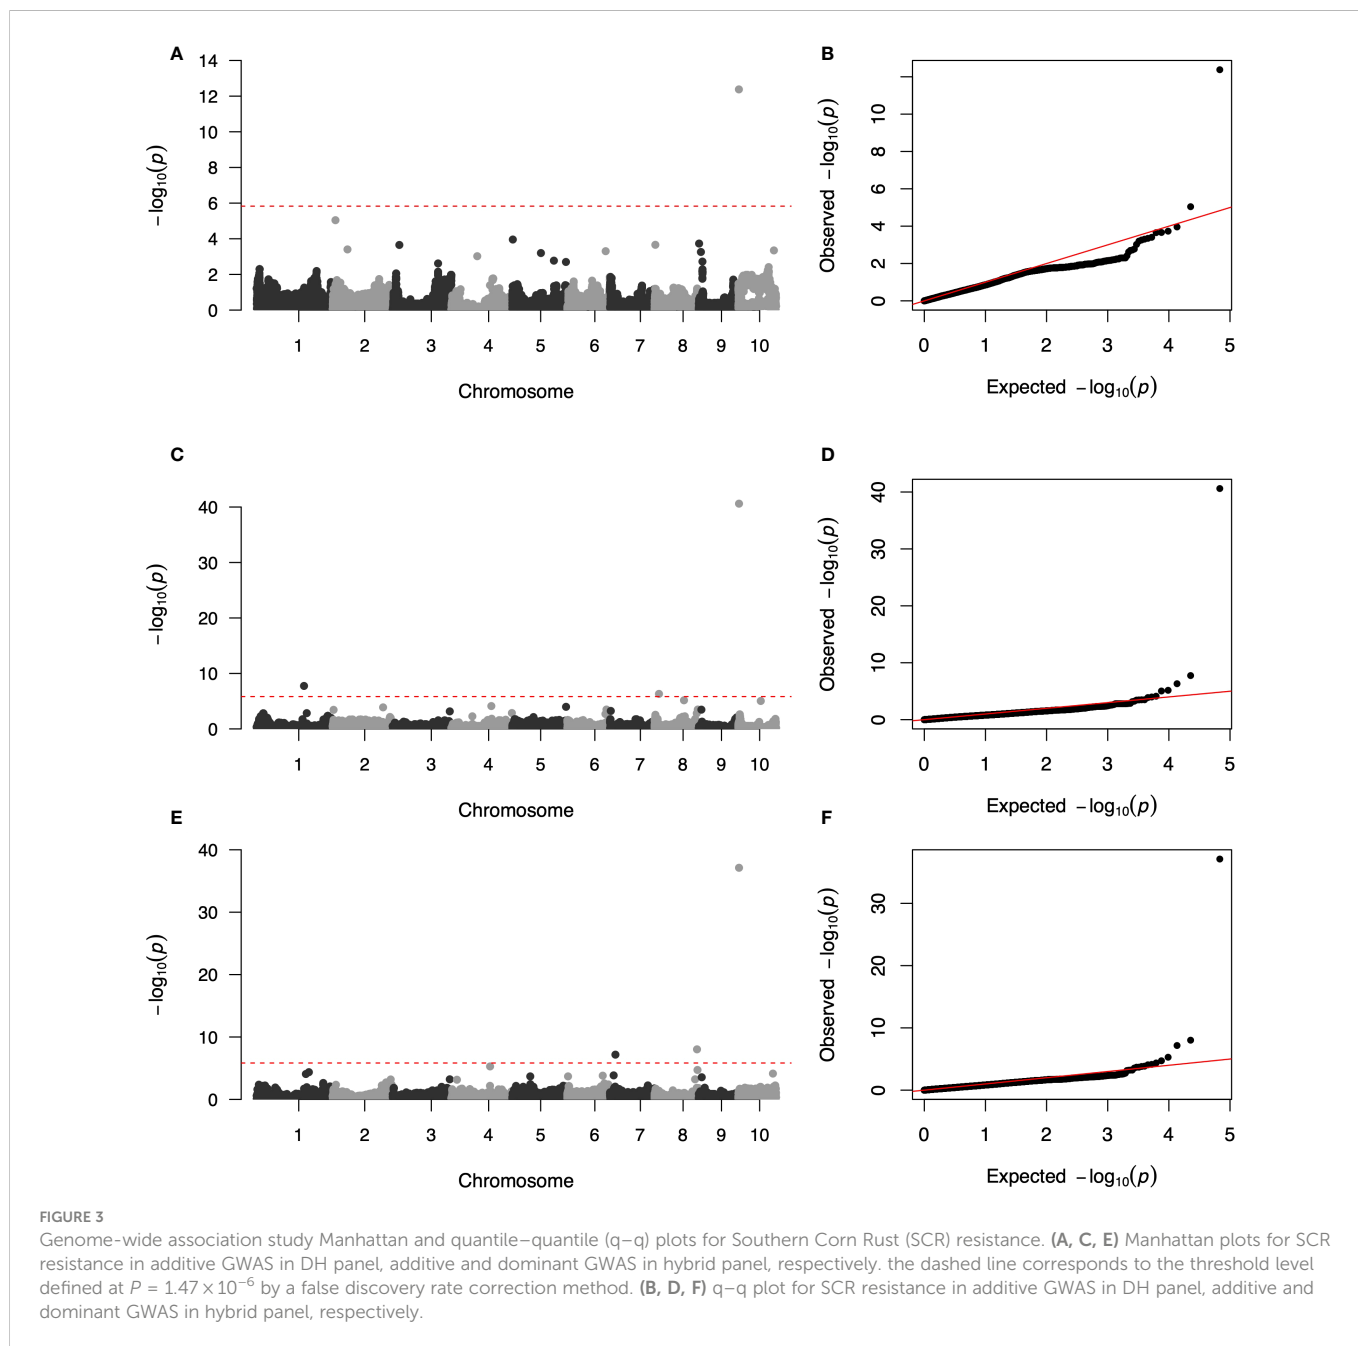 A
B
14
12
10
8
6
4
2
0
−log10(p)
1 2 3 4 5 6 7 8 9 10
Chromosome
10
8
6
4
2
0
Observed −log10(p)
0 1 2 3 4 5
Expected −log10(p)
C
D
40
30
20
10
0
−log10(p)
1 2 3 4 5 6 7 8 9 10
Chromosome
40
30
20
10
0
Observed −log10(p)
0 1 2 3 4 5
Expected −log10(p)
E
F
40
30
20
10
0
−log10(p)
1 2 3 4 5 6 7 8 9 10
Chromosome
30
20
10
0
Observed −log10(p)
0 1 2 3 4 5
Expected −log10(p)
FIGURE 3
Genome-wide association study Manhattan and quantile–quantile (q–q) plots for Southern Corn Rust (SCR) resistance. (A, C, E) Manhattan plots for SCR
resistance in additive GWAS in DH panel, additive and dominant GWAS in hybrid panel, respectively. the dashed line corresponds to the threshold level
defined at P = 1.47 × 10−6 by a false discovery rate correction method. (B, D, F) q–q plot for SCR resistance in additive GWAS in DH panel, additive and
dominant GWAS in hybrid panel, respectively.